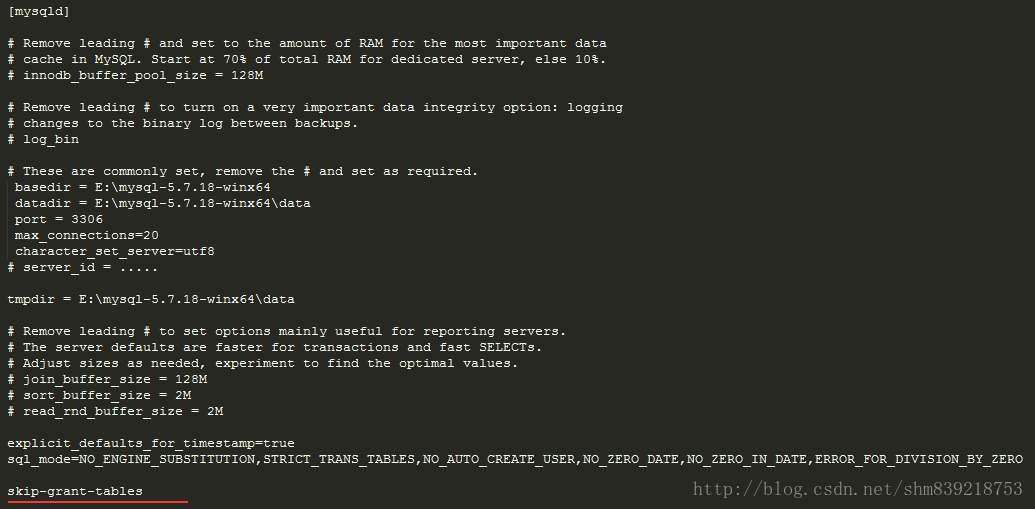 [mysqld]
# Remove leading # and set to the amount of RAM for the most important data
# cache in MySQL. Start at 70% of total RAM for dedicated server, else 10%.
# innodb_buffer_pool_size = 128M
# Remove leading # to turn on a very important data integrity option: logging
# changes to the binary log between backups.
# log_bin
# These are commonly set, remove the # and set as required.
basedir = E:\mysql-5.7.18-winx64
datadir = E:\mysql-5.7.18-winx64\data
port = 3306
max_connections=20
character_set_server=utf8
# server_id = .....
tmpdir = E:\mysql-5.7.18-winx64\data
# Remove leading # to set options mainly useful for reporting servers.
# The server defaults are faster for transactions and fast SELECTs.
# Adjust sizes as needed, experiment to find the optimal values.
# join_buffer_size = 128M
# sort_buffer_size = 2M
# read_rnd_buffer_size = 2M
explicit_defaults_for_timestamp=true
sql_mode=NO_ENGINE_SUBSTITUTION,STRICT_TRANS_TABLES,NO_AUTO_CREATE_USER,NO_ZERO_DATE,NO_ZERO_IN_DATE,ERROR_FOR_DIVISION_BY_ZERO
skip-grant-tables
http://blog.csdn.net/shm839218753